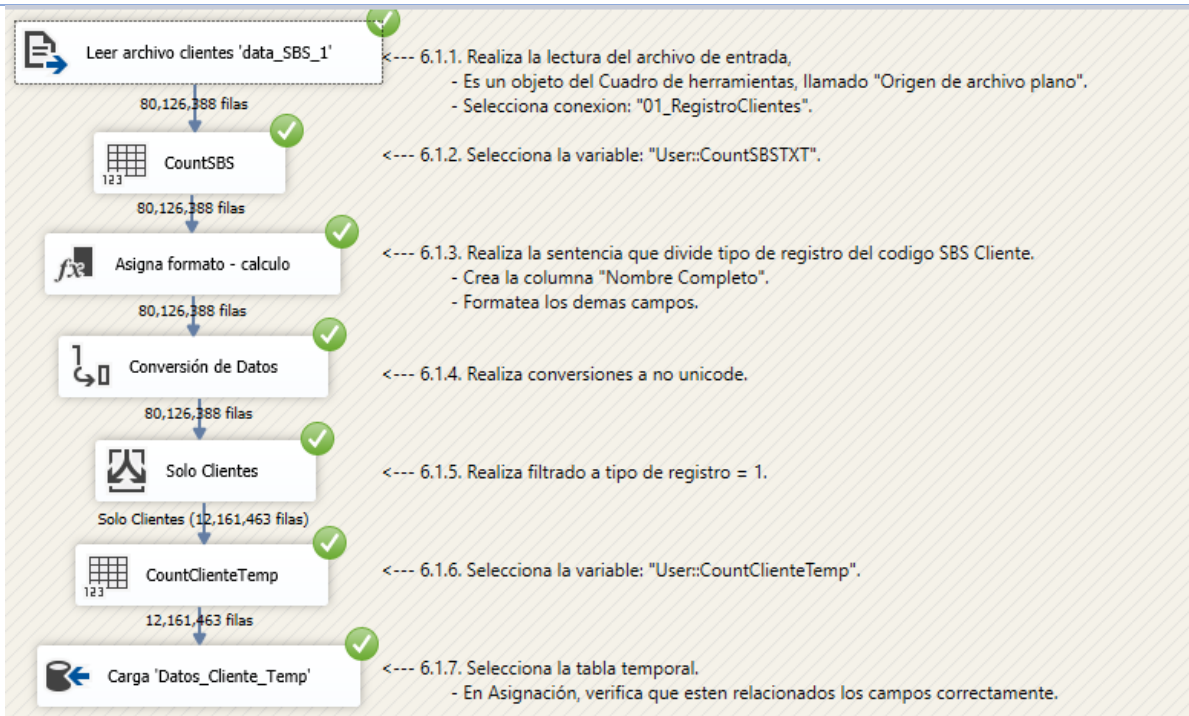 Leer archivo clientes 'data_SBS_1'
<--- 6.1.1. Realiza la lectura del archivo de entrada,
- Es un objeto del Cuadro de herramientas, llamado "Origen de archivo plano".
- Selecciona conexion: "01_RegistroClientes".
80,126,388 filas
123
CountSBS
<--- 6.1.2. Selecciona la variable: "User::CountSBSTXT".
80,126,388 filas
fx
Asigna formato - calculo
<--- 6.1.3. Realiza la sentencia que divide tipo de registro del codigo SBS Cliente.
- Crea la columna "Nombre Completo".
- Formatea los demas campos.
80,126,388 filas
Conversión de Datos
<--- 6.1.4. Realiza conversiones a no unicode.
80,126,388 filas
Solo Clientes
<--- 6.1.5. Realiza filtrado a tipo de registro = 1.
Solo Clientes (12,161,463 filas)
123
CountClienteTemp
<--- 6.1.6. Selecciona la variable: "User::CountClienteTemp".
12,161,463 filas
Carga 'Datos_Cliente_Temp'
<--- 6.1.7. Selecciona la tabla temporal.
- En Asignación, verifica que esten relacionados los campos correctamente.